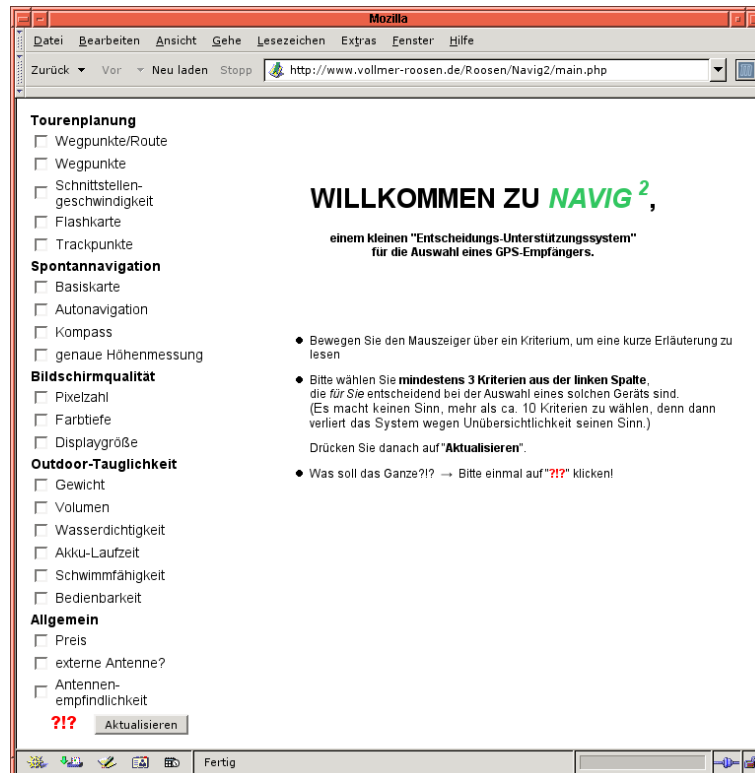 Mozilla
Datei Bearbeiten Ansicht Gehe Lesezeichen Extras Fenster Hilfe
Zurück Vor Neu laden Stopp http://www.vollmer-roosen.de/Roosen/Navig2/main.php
Tourenplanung
Wegpunkte/Route
Wegpunkte
Schnittstellen-
geschwindigkeit
Flashkarte
Trackpunkte
Spontannavigation
Basiskarte
Autonavigation
Kompass
genaue Höhenmessung
Bildschirmqualität
Pixelzahl
Farbtiefe
Displaygröße
Outdoor-Tauglichkeit
Gewicht
Volumen
Wasserdichtigkeit
Akku-Laufzeit
Schwimmfähigkeit
Bedienbarkeit
Allgemein
Preis
externe Antenne?
Antennen-
empfindlichkeit
?!? Aktualisieren
WILLKOMMEN ZU NAVIG 2,
einem kleinen "Entscheidungs-Unterstützungssystem"
für die Auswahl eines GPS-Empfängers.
● Bewegen Sie den Mauszeiger über ein Kriterium, um eine kurze Erläuterung zu
lesen
● Bitte wählen Sie mindestens 3 Kriterien aus der linken Spalte,
die für Sie entscheidend bei der Auswahl eines solchen Geräts sind.
(Es macht keinen Sinn, mehr als ca. 10 Kriterien zu wählen, denn dann
verliert das System wegen Unübersichtlichkeit seinen Sinn.)
Drücken Sie danach auf "Aktualisieren".
● Was soll das Ganze?!? → Bitte einmal auf "?!?" klicken!
Fertig